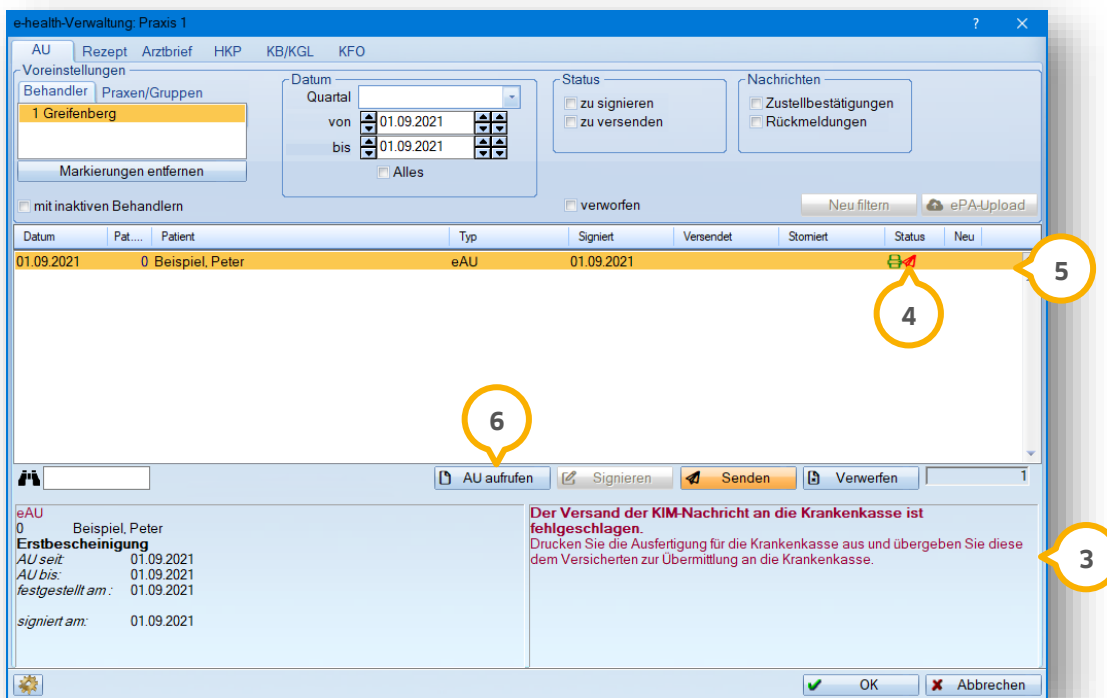 e-health-Verwaltung: Praxis 1
AU Rezept Arztbrief HKP KB/KGL KFO
Voreinstellungen
Behandler Praxen/Gruppen
1 Greifenberg
Markierungen entfernen
mit inaktiven Behandlern
Datum
Quartal
von 01.09.2021
bis 01.09.2021
Alles
Status
zu signieren
zu versenden
verworfen
Nachrichten
Zustellbestätigungen
Rückmeldungen
Neu filtern ePA-Upload
Datum Pat.... Patient Typ Signiert Versendet Storniert Status Neu
01.09.2021 0 Beispiel, Peter eAU 01.09.2021
5
4
6
AU aufrufen Signieren Senden Verwerfen 1
eAU
0 Beispiel, Peter
Erstbescheinigung
AU seit: 01.09.2021
AU bis: 01.09.2021
festgestellt am : 01.09.2021
signiert am: 01.09.2021
Der Versand der KIM-Nachricht an die Krankenkasse ist
fehlgeschlagen.
Drucken Sie die Ausfertigung für die Krankenkasse aus und übergeben Sie diese
dem Versicherten zur Übermittlung an die Krankenkasse.
3
OK Abbrechen